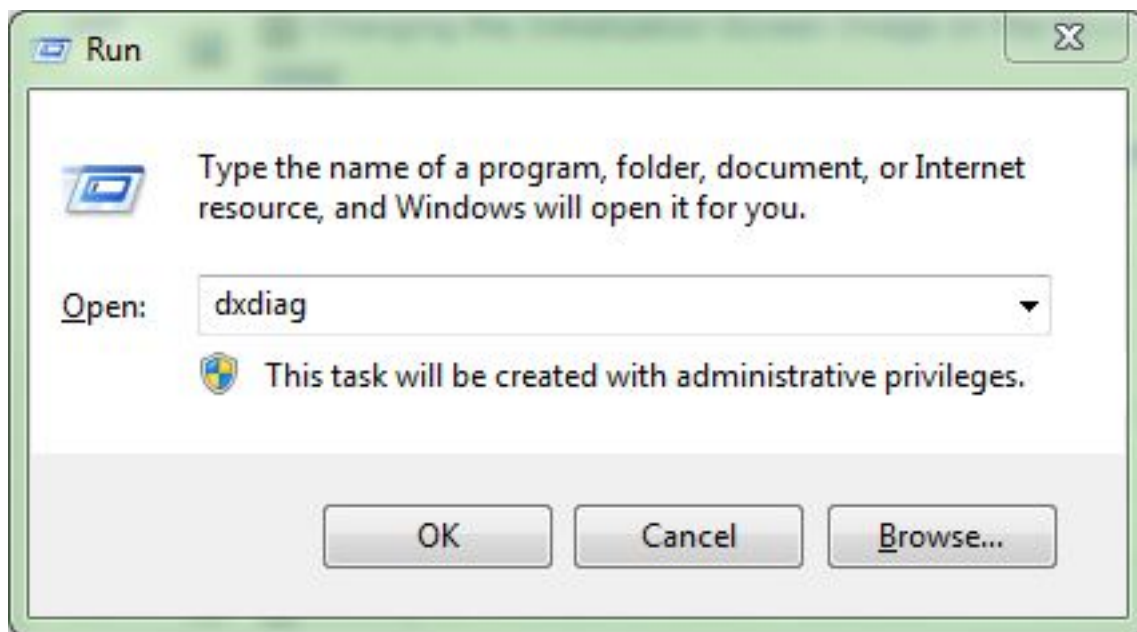 Run
Type the name of a program, folder, document, or Internet
resource, and Windows will open it for you.
Open:
dxdiag
This task will be created with administrative privileges.
OK
Cancel
Browse...